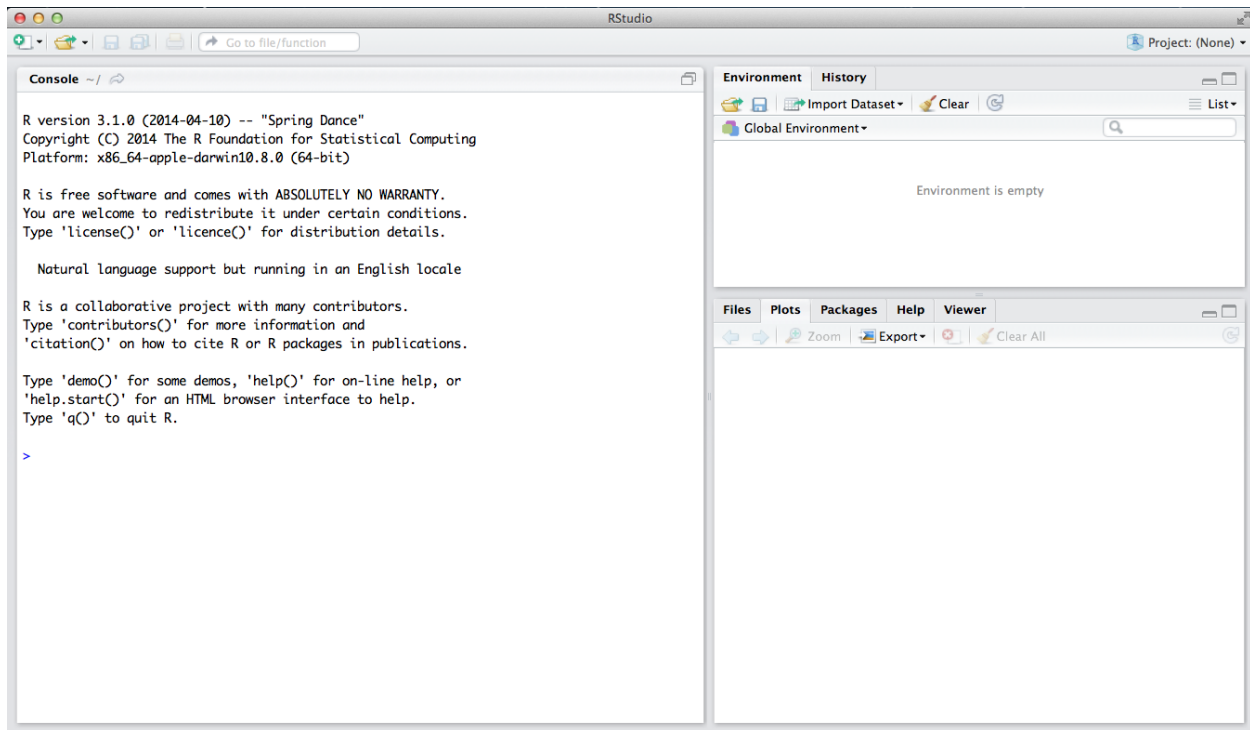 RStudio
Go to file/function
Project: (None)
Console ~/
R version 3.1.0 (2014-04-10) -- "Spring Dance"
Copyright (C) 2014 The R Foundation for Statistical Computing
Platform: x86_64-apple-darwin10.8.0 (64-bit)
R is free software and comes with ABSOLUTELY NO WARRANTY.
You are welcome to redistribute it under certain conditions.
Type 'license()' or 'licence()' for distribution details.
Natural language support but running in an English locale
R is a collaborative project with many contributors.
Type 'contributors()' for more information and
'citation()' on how to cite R or R packages in publications.
Type 'demo()' for some demos, 'help()' for on-line help, or
'help.start()' for an HTML browser interface to help.
Type 'q()' to quit R.
>
Environment History
Import Dataset Clear List
Global Environment
Environment is empty
Files Plots Packages Help Viewer
Zoom Export Clear All